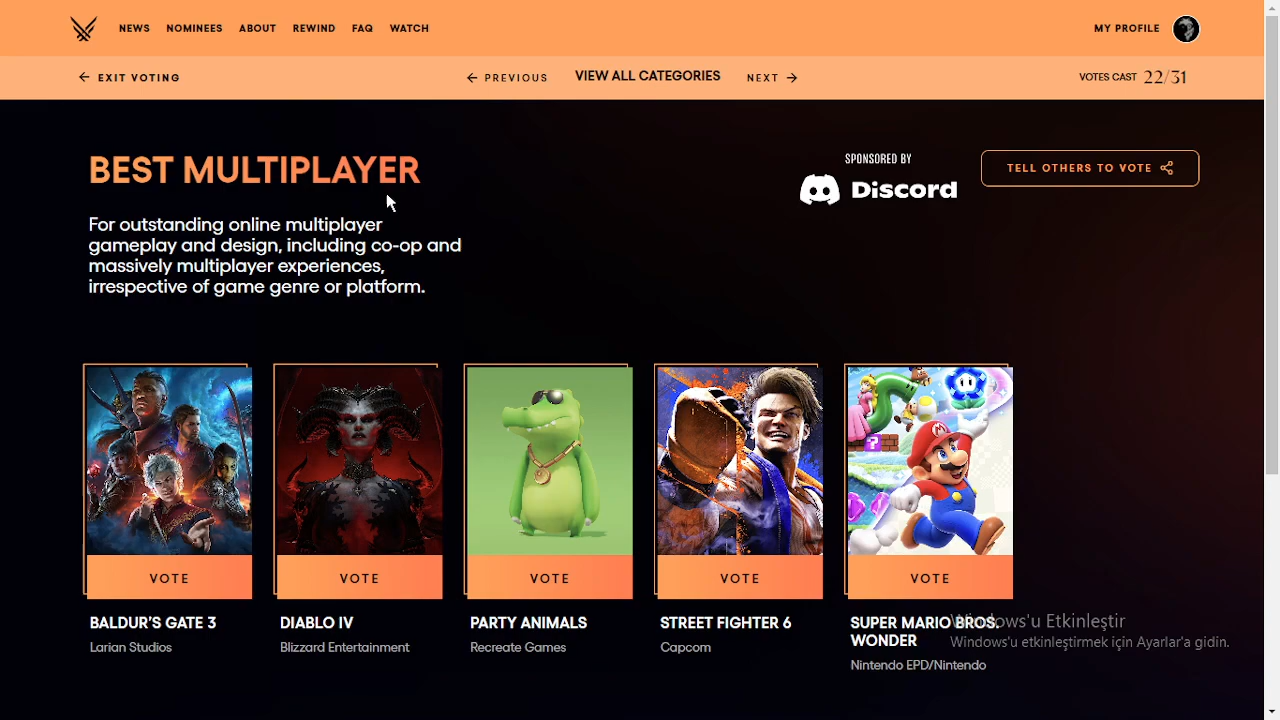 NEWS NOMINEES ABOUT REWIND FAQ WATCH MY PROFILE
EXIT VOTING PREVIOUS VIEW ALL CATEGORIES NEXT VOTES CAST 22/31
BEST MULTIPLAYER
For outstanding online multiplayer
gameplay and design, including co-op and
massively multiplayer experiences,
irrespective of game genre or platform.
SPONSORED BY
Discord
TELL OTHERS TO VOTE
VOTE VOTE VOTE VOTE VOTE
BALDUR'S GATE 3
Larian Studios
DIABLO IV
Blizzard Entertainment
PARTY ANIMALS
Recreate Games
STREET FIGHTER 6
Capcom
SUPER MARIO BROS.
WONDER
Nintendo EPD/Nintendo
Windows'u Etkinleştir
Windows'u etkinleştirmek için Ayarlar'a gidin.